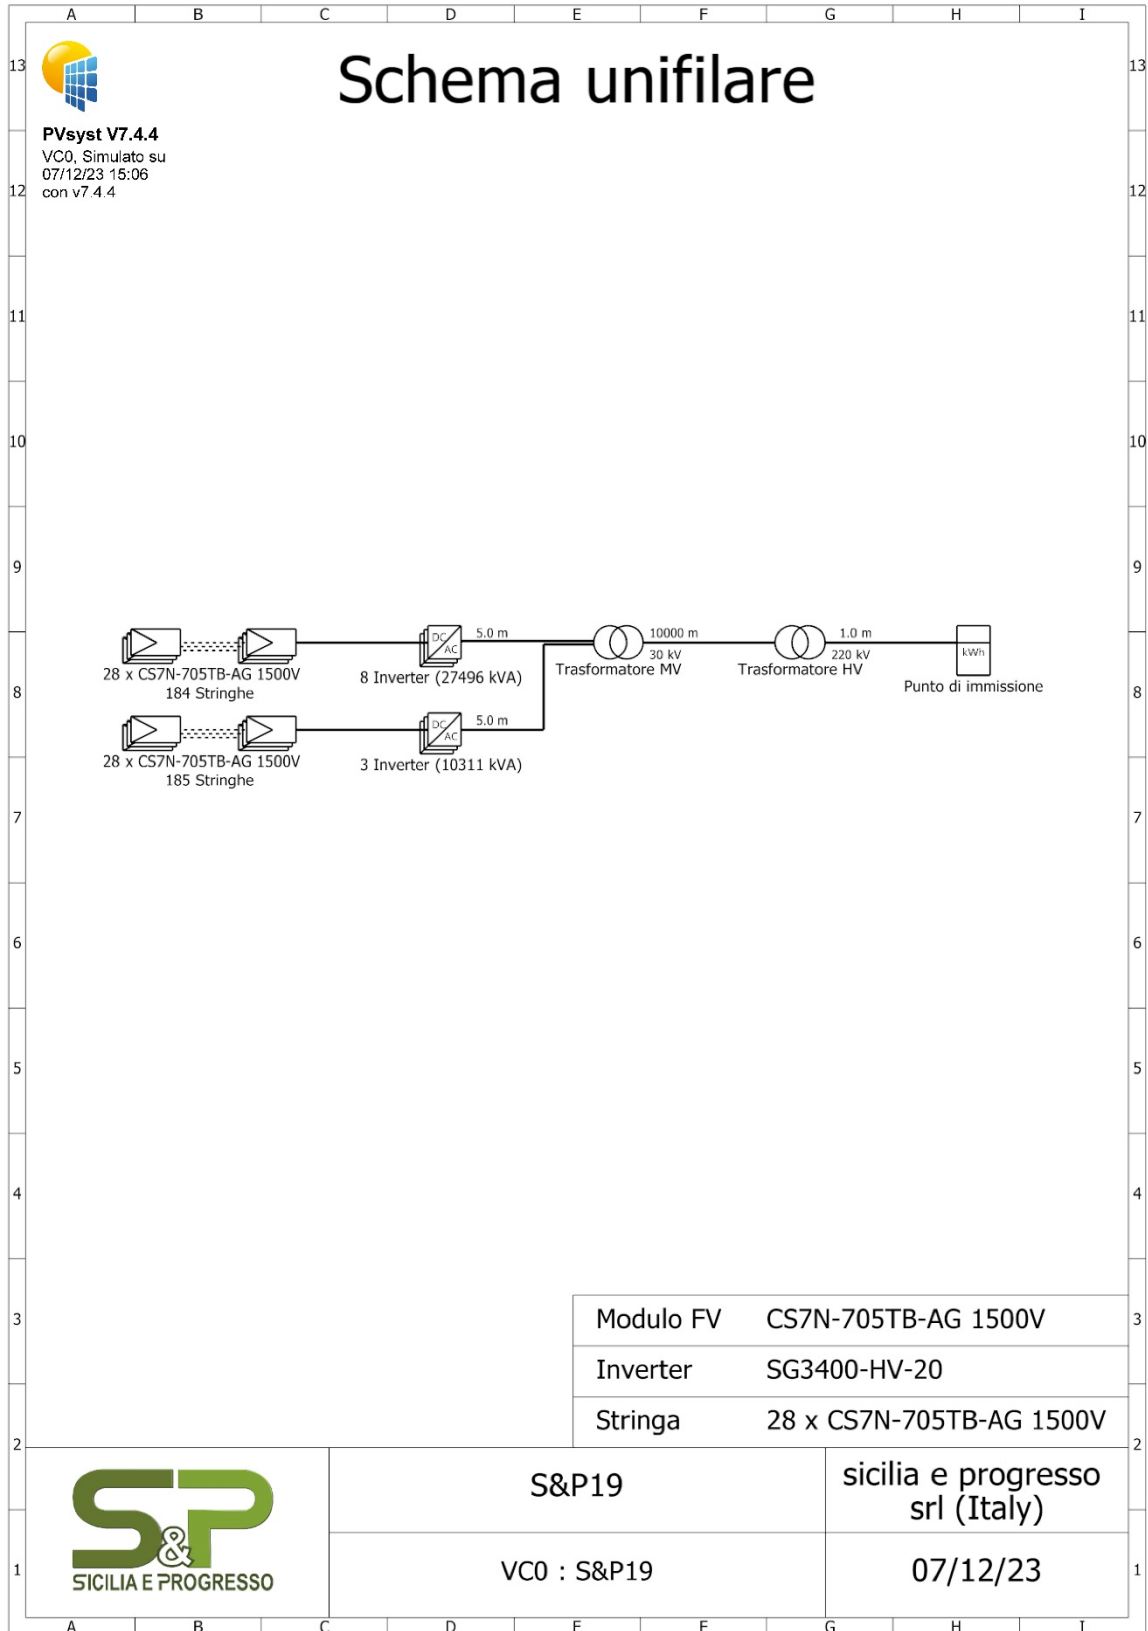 A B C D E F G H I
13 13
Schema unifilare
PVsyst V7.4.4
VC0, Simulato su
07/12/23 15:06
con v7.4.4
12 12
11 11
10 10
9 9
DC
AC
5.0 m
10000 m
30 kV
1.0 m
220 kV
kWh
28 x CS7N-705TB-AG 1500V
184 Stringhe
8 Inverter (27496 kVA)
Trasformatore MV
Trasformatore HV
Punto di immissione
8 8
DC
AC
5.0 m
28 x CS7N-705TB-AG 1500V
185 Stringhe
3 Inverter (10311 kVA)
7 7
6 6
5 5
4 4
3 3
Modulo FV CS7N-705TB-AG 1500V
Inverter SG3400-HV-20
Stringa 28 x CS7N-705TB-AG 1500V
2 2
S&P
SICILIA E PROGRESSO
S&P19
sicilia e progresso
srl (Italy)
VC0 : S&P19
07/12/23
1 1
A B C D E F G H I